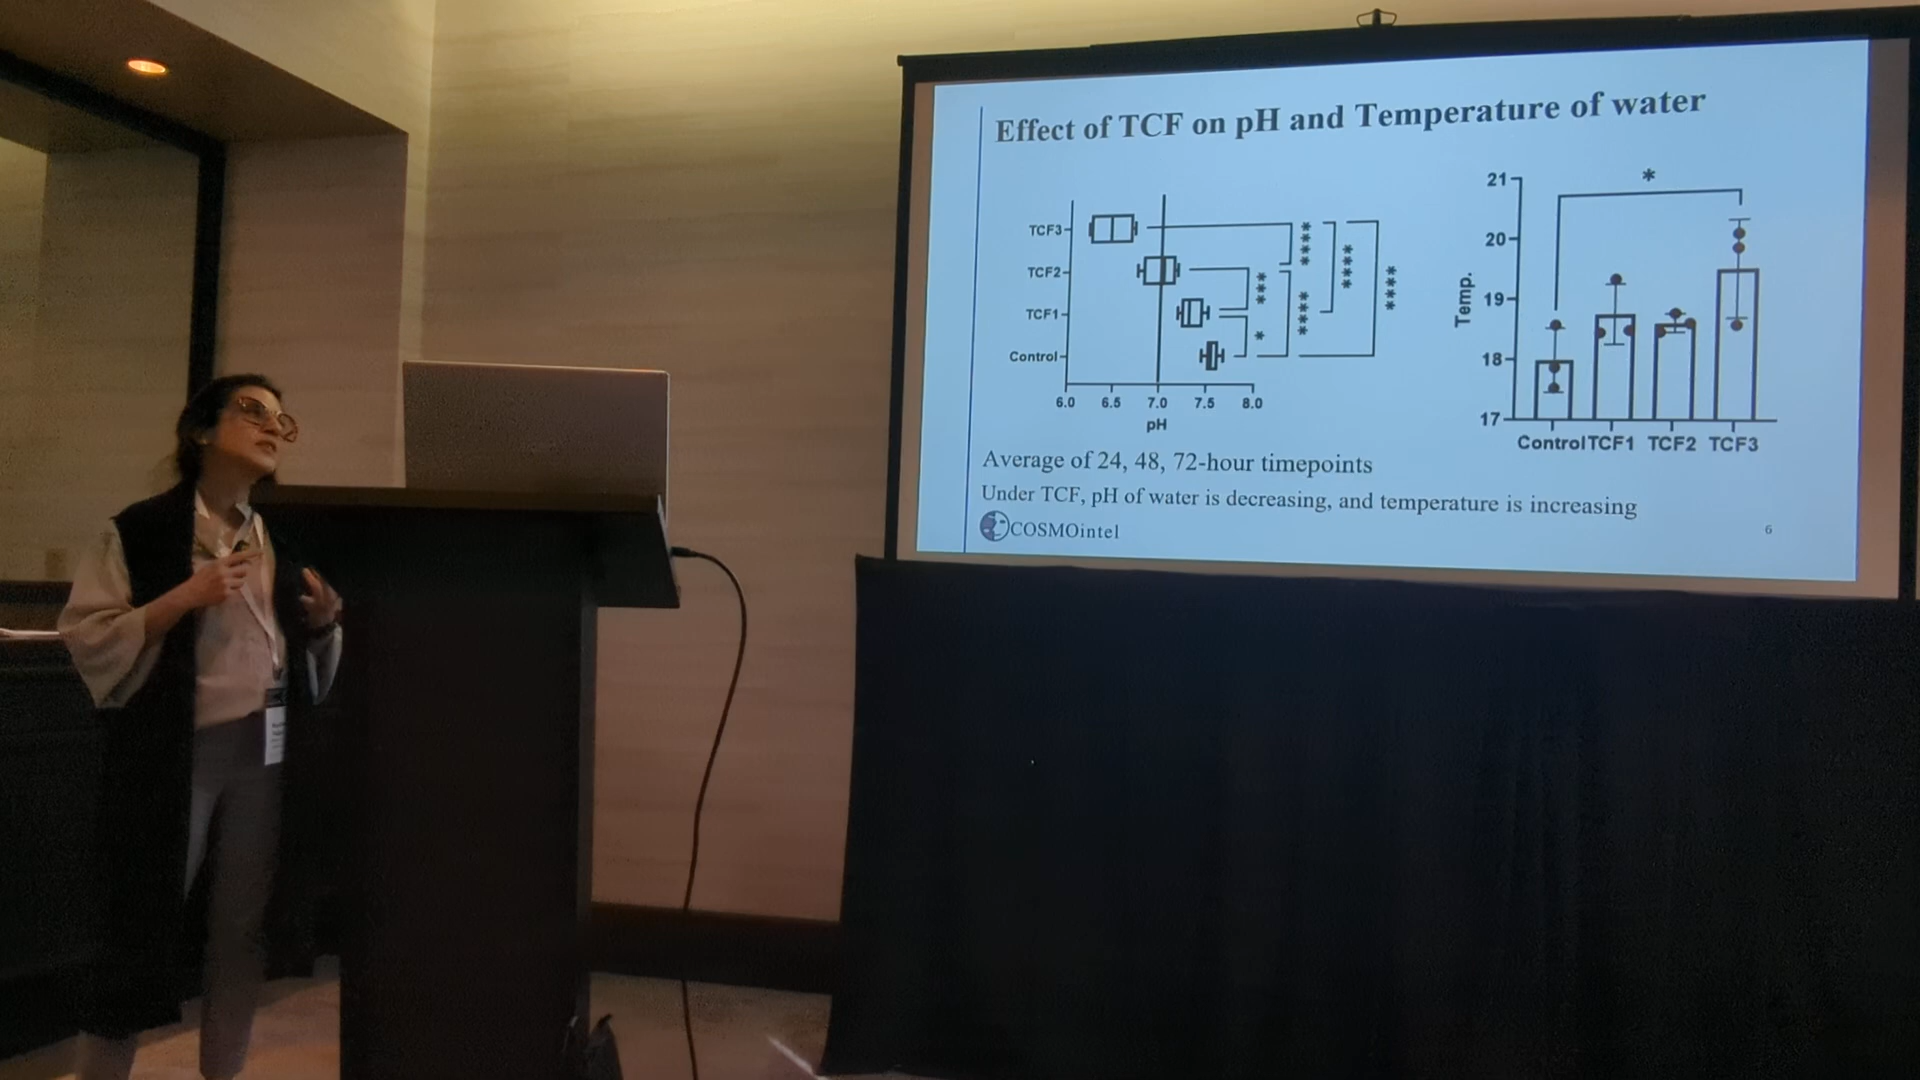 Effect of TCF on pH and Temperature of water
TCF3
TCF2
TCF1
Control
6.0 6.5 7.0 7.5 8.0
pH
****
***
*
****
****
****
*
Temp.
21
20
19
18
17
Control TCF1 TCF2 TCF3
Average of 24, 48, 72-hour timepoints
Under TCF, pH of water is decreasing, and temperature is increasing
COSMOintel
6